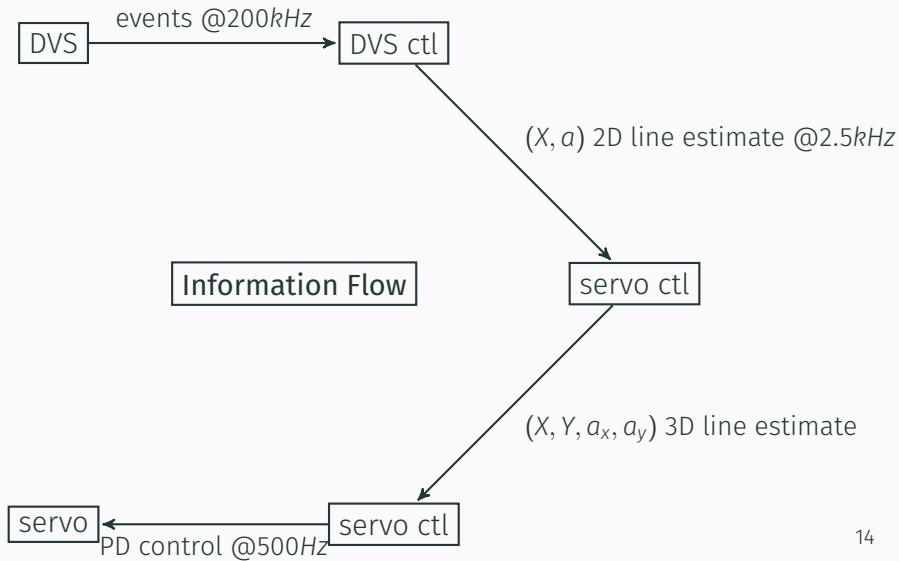 events @200kHz
DVS
DVS ctl
(X, a) 2D line estimate @2.5kHz
Information Flow
servo ctl
(X, Y, aₓ, a_y) 3D line estimate
servo
servo ctl
PD control @500Hz
14